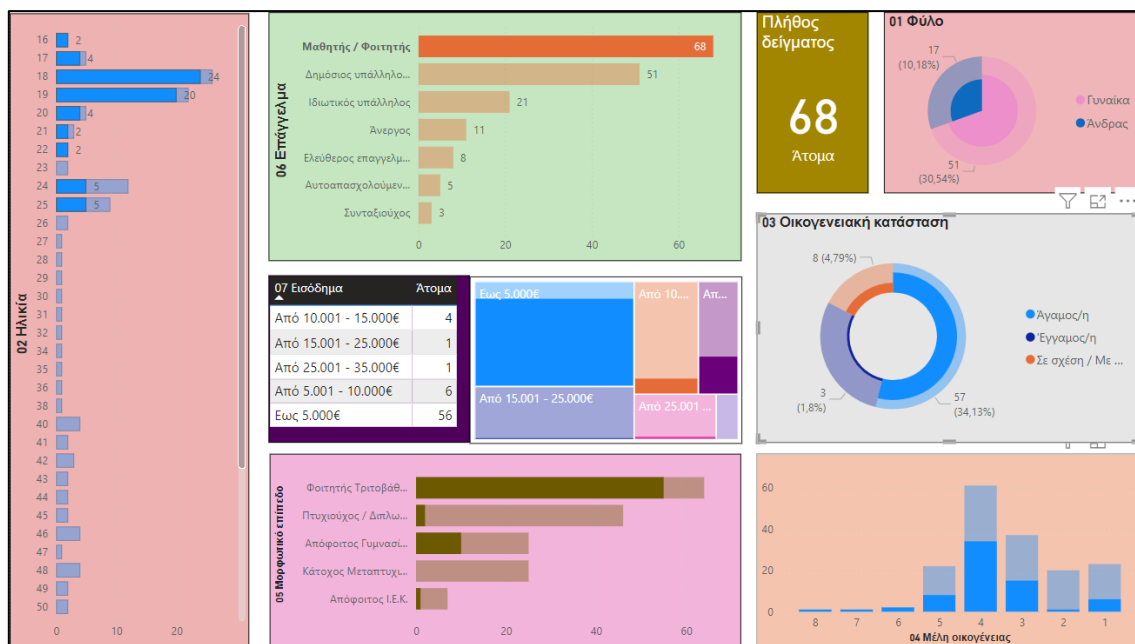 02 Ηλικία
16
2
17
4
18
24
19
20
20
4
21
2
22
2
23
24
5
25
5
26
27
28
29
30
31
32
34
35
36
38
40
41
42
43
44
45
46
47
48
49
50
0
10
20
06 Επάγγελμα
Μαθητής / Φοιτητής
68
Δημόσιος υπάλληλο...
51
Ιδιωτικός υπάλληλος
21
Άνεργος
11
Ελεύθερος επαγγελμ...
8
Αυτοαπασχολούμεν...
5
Συνταξιούχος
3
0
20
40
60
Πλήθος
δείγματος
68
Άτομα
01 Φύλο
17
(10,18%)
51
(30,54%)
Γυναίκα
Άνδρας
07 Εισόδημα Άτομα
Από 10.001 - 15.000€ 4
Από 15.001 - 25.000€ 1
Από 25.001 - 35.000€ 1
Από 5.001 - 10.000€ 6
Εως 5.000€ 56
Εως 5.000€
Από 10....
Απ...
Από 15.001 - 25.000€
Από 25.001 ...
03 Οικογενειακή κατάσταση
8 (4,79%)
3
(1,8%)
57
(34,13%)
Άγαμος/η
Έγγαμος/η
Σε σχέση / Με ...
05 Μορφωτικό επίπεδο
Φοιτητής Τριτοβάθ...
Πτυχιούχος / Διπλω...
Απόφοιτος Γυμνασί...
Κάτοχος Μεταπτυχι...
Απόφοιτος Ι.Ε.Κ.
0
20
40
60
60
40
20
0
8
7
6
5
4
3
2
1
04 Μέλη οικογένειας